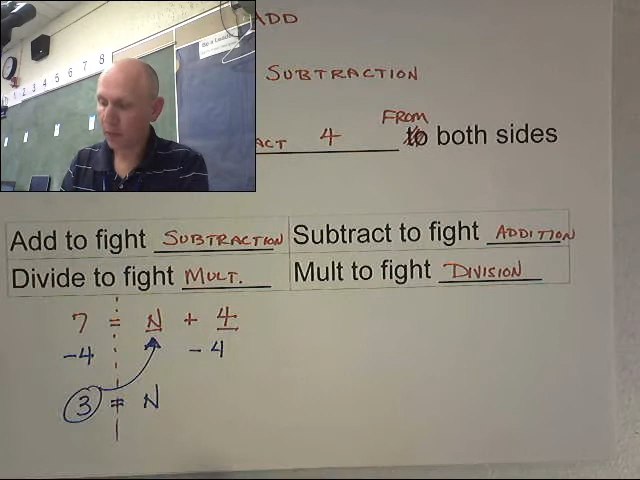 ADD
SUBTRACTION
ACT 4 FROM to both sides
Add to fight SUBTRACTION Subtract to fight ADDITION
Divide to fight MULT. Mult to fight DIVISION
7 = N + 4
-4 - 4
3 = N
1 2 3 4 5 6 7 8